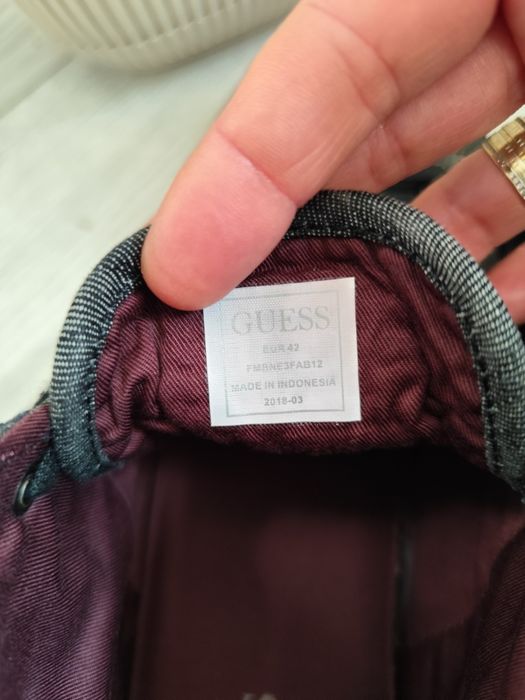 GUESS
EUR 42
FMBNE3FAB12
MADE IN INDONESIA
2018-03